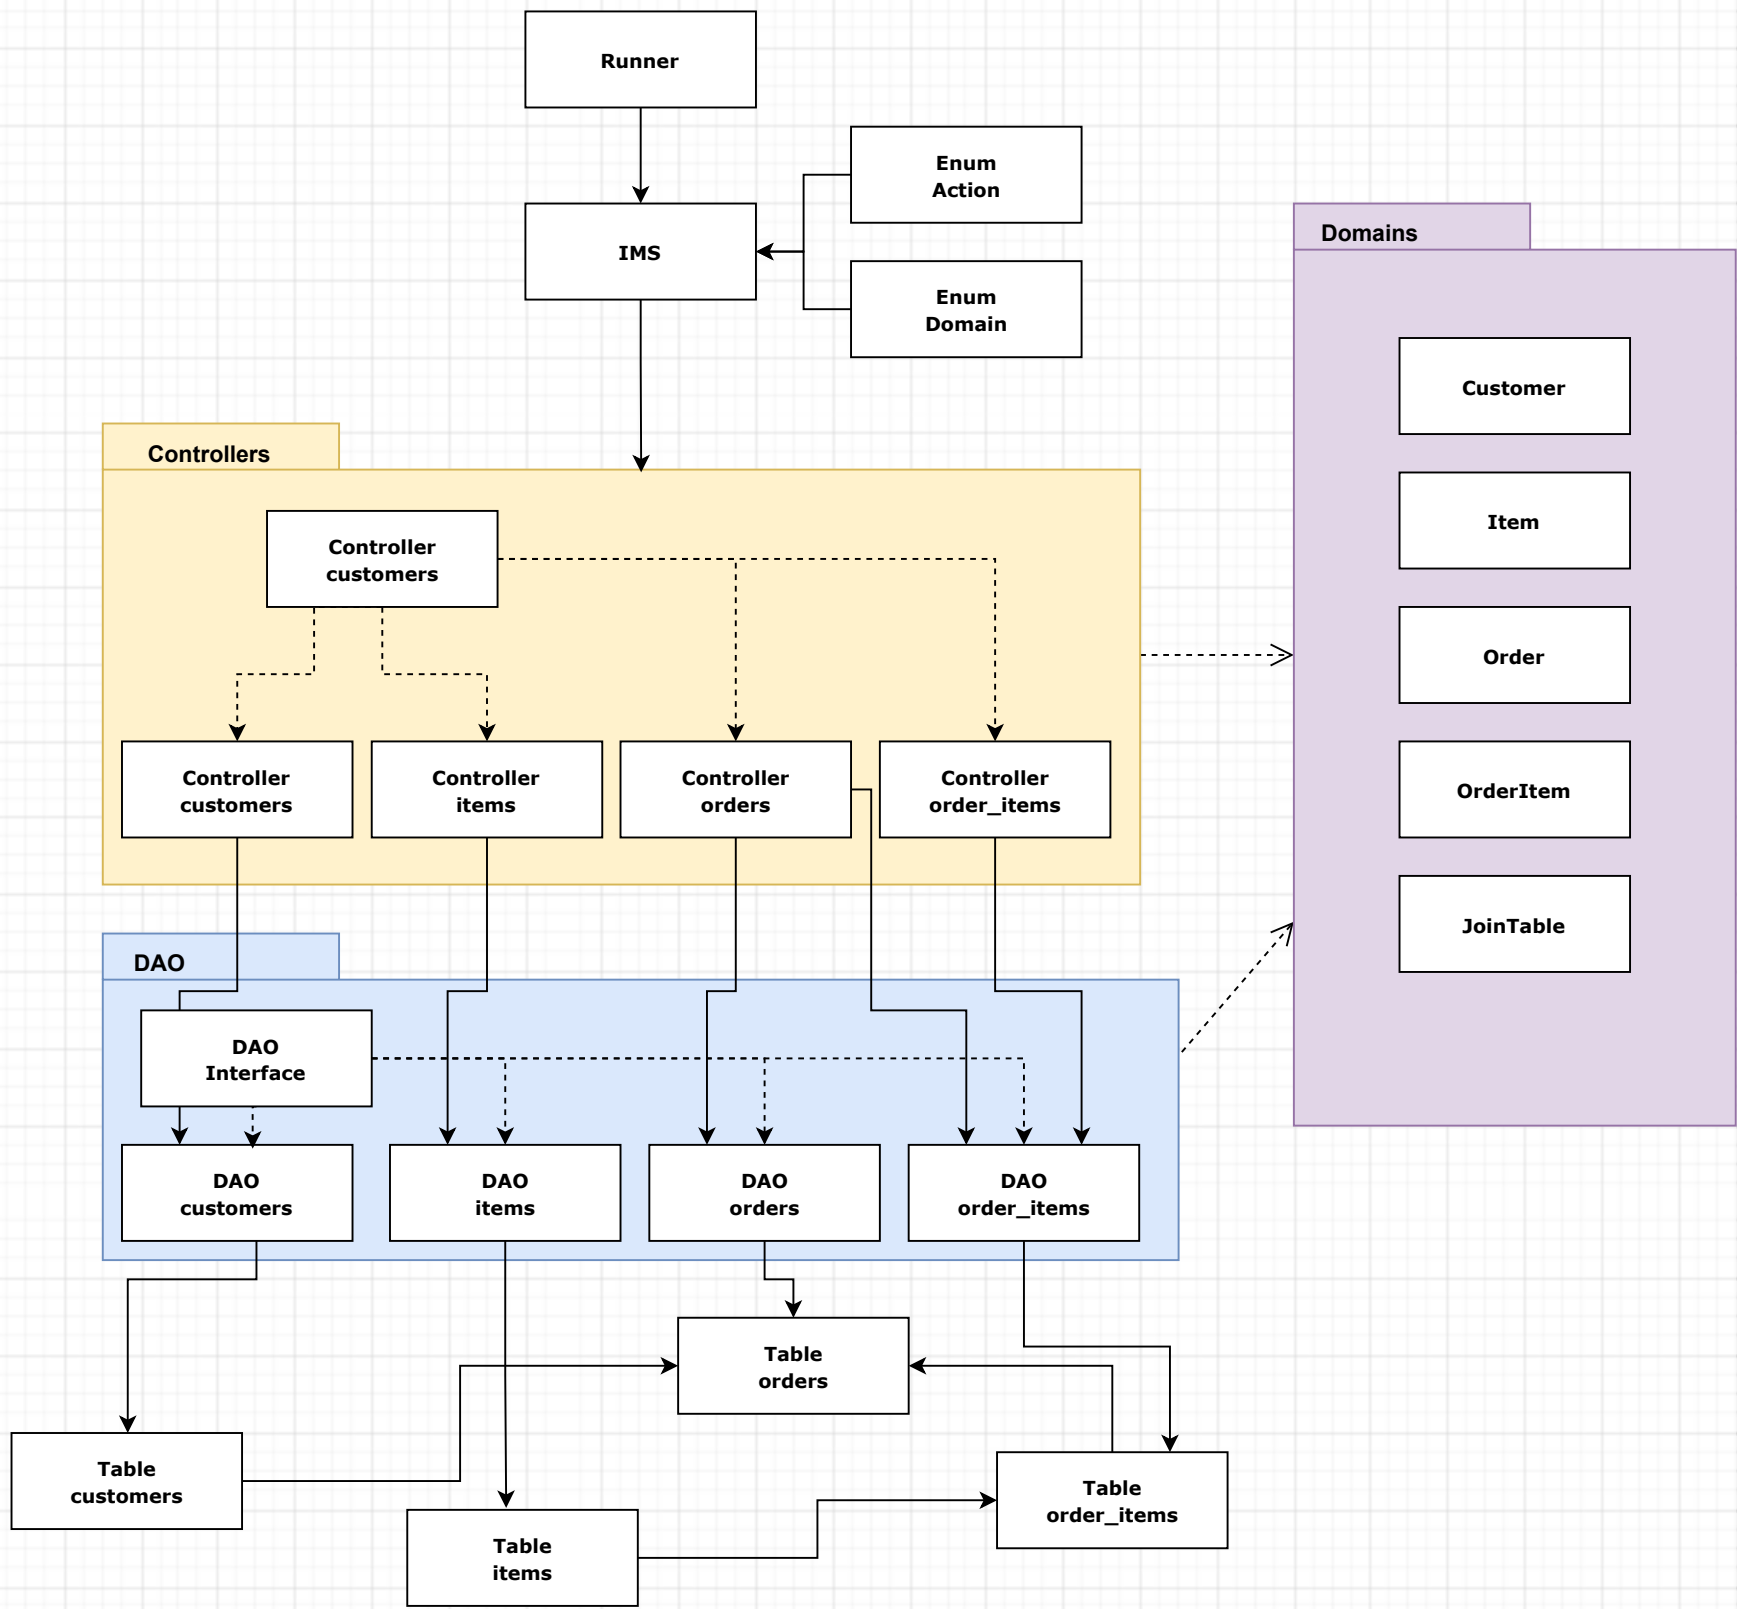 Runner
Enum
Action
IMS
Enum
Domain
Domains
Customer
Item
Order
OrderItem
JoinTable
Controllers
Controller
customers
Controller
customers
Controller
items
Controller
orders
Controller
order_items
DAO
DAO
Interface
DAO
customers
DAO
items
DAO
orders
DAO
order_items
Table
orders
Table
customers
Table
order_items
Table
items